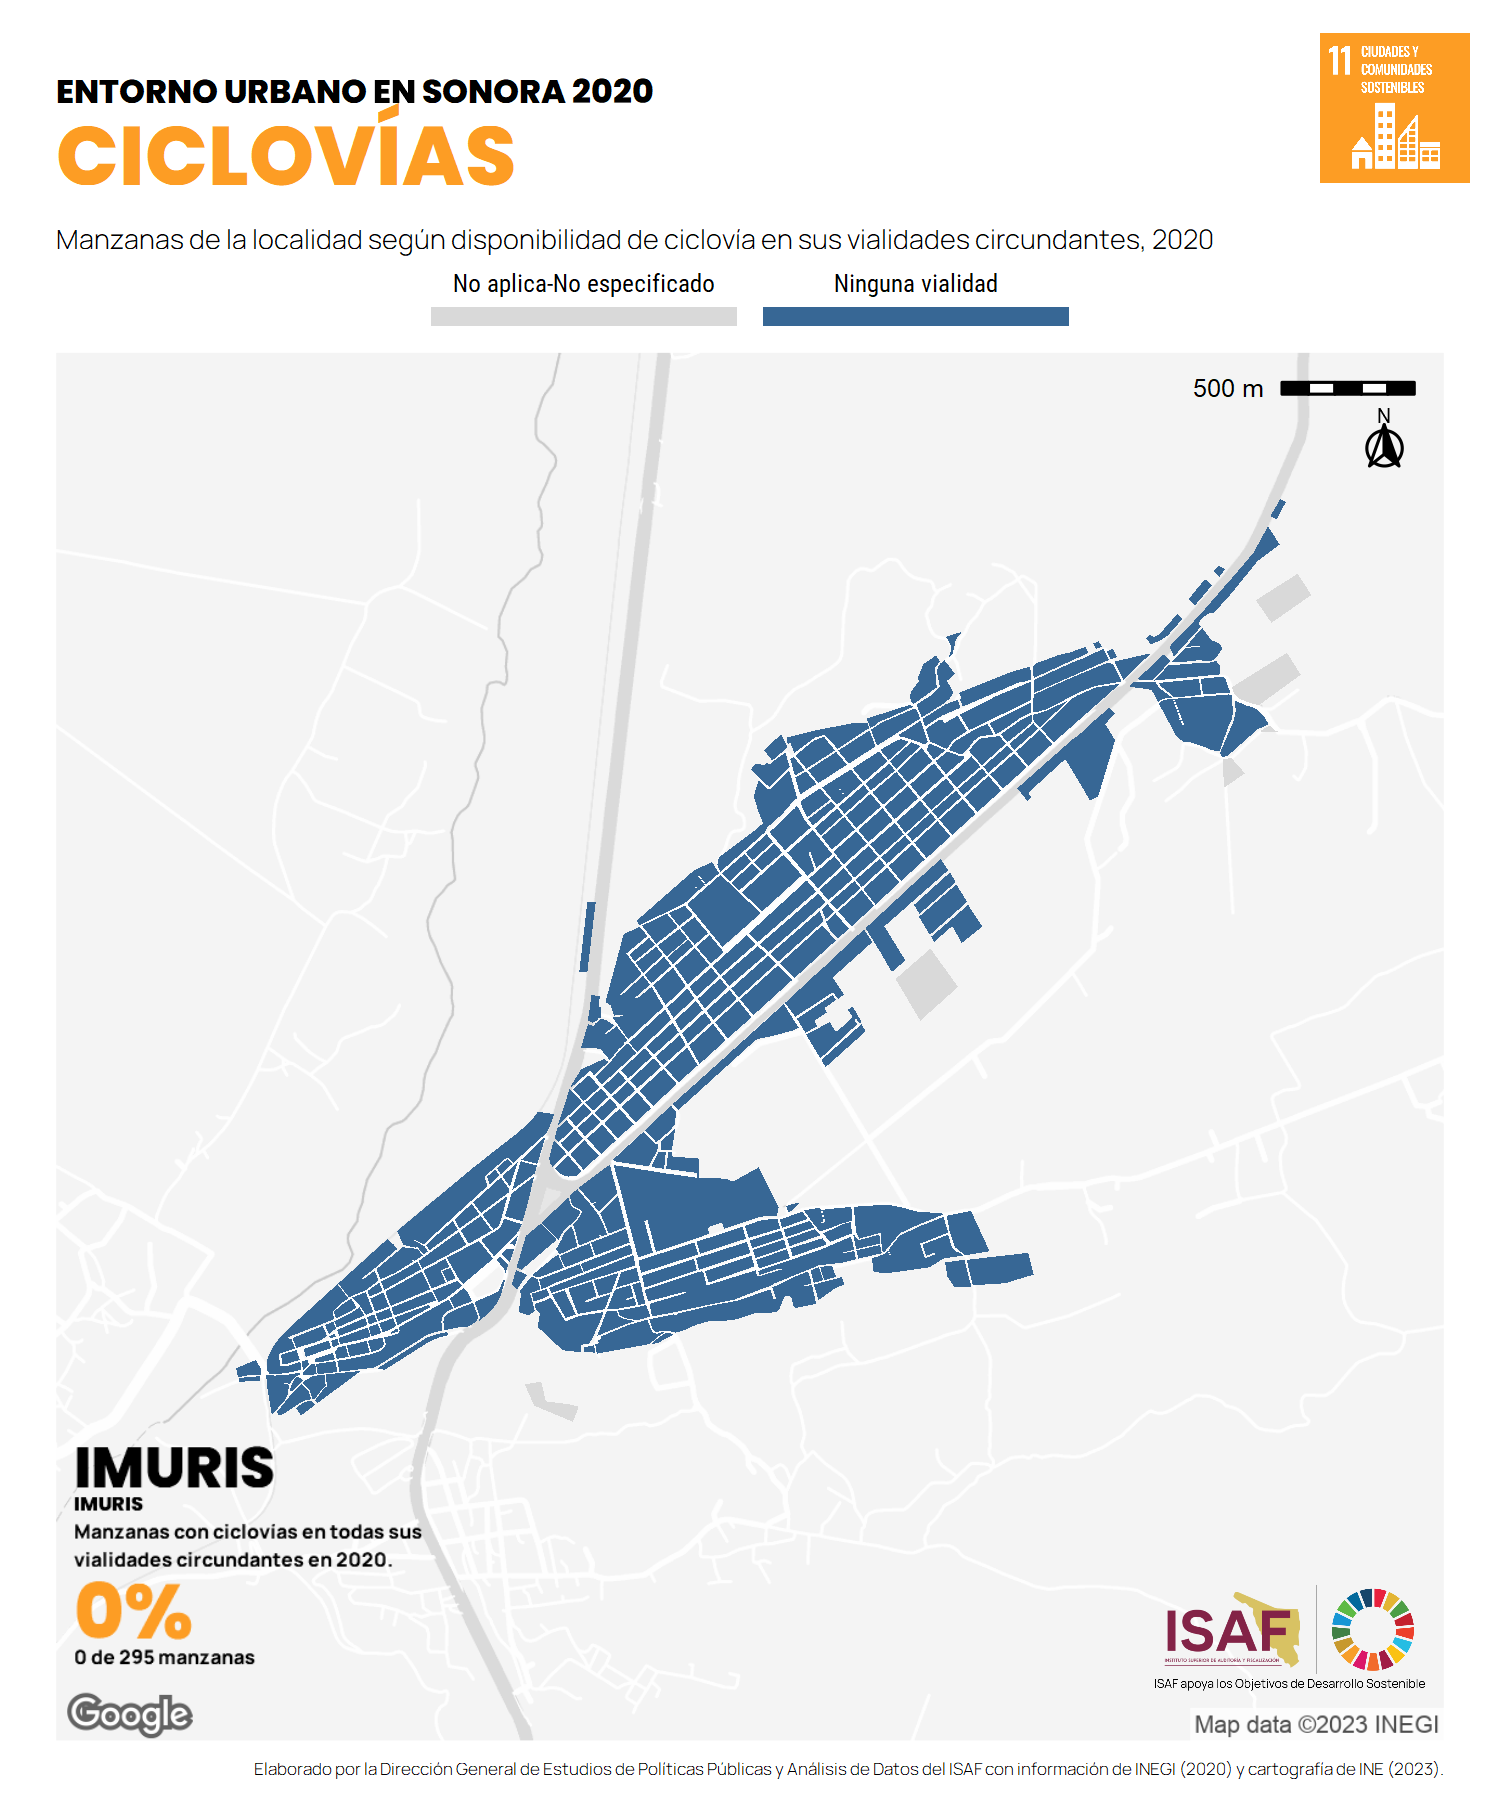 ENTORNO URBANO EN SONORA 2020
CICLOVÍAS
11 CIUDADES Y
COMUNIDADES
SOSTENIBLES
Manzanas de la localidad según disponibilidad de ciclovía en sus vialidades circundantes, 2020
No aplica-No especificado
Ninguna vialidad
500 m
N
IMURIS
IMURIS
Manzanas con ciclovias en todas sus
vialidades circundantes en 2020.
0%
0 de 295 manzanas
Google
ISAF
INSTITUTO SUPERIOR DE AUDITORÍA Y FISCALIZACIÓN
ISAF apoya los Objetivos de Desarrollo Sostenible
Map data ©2023 INEGI
Elaborado por la Dirección General de Estudios de Políticas Públicas y Análisis de Datos del ISAF con información de INEGI (2020) y cartografía de INE (2023).